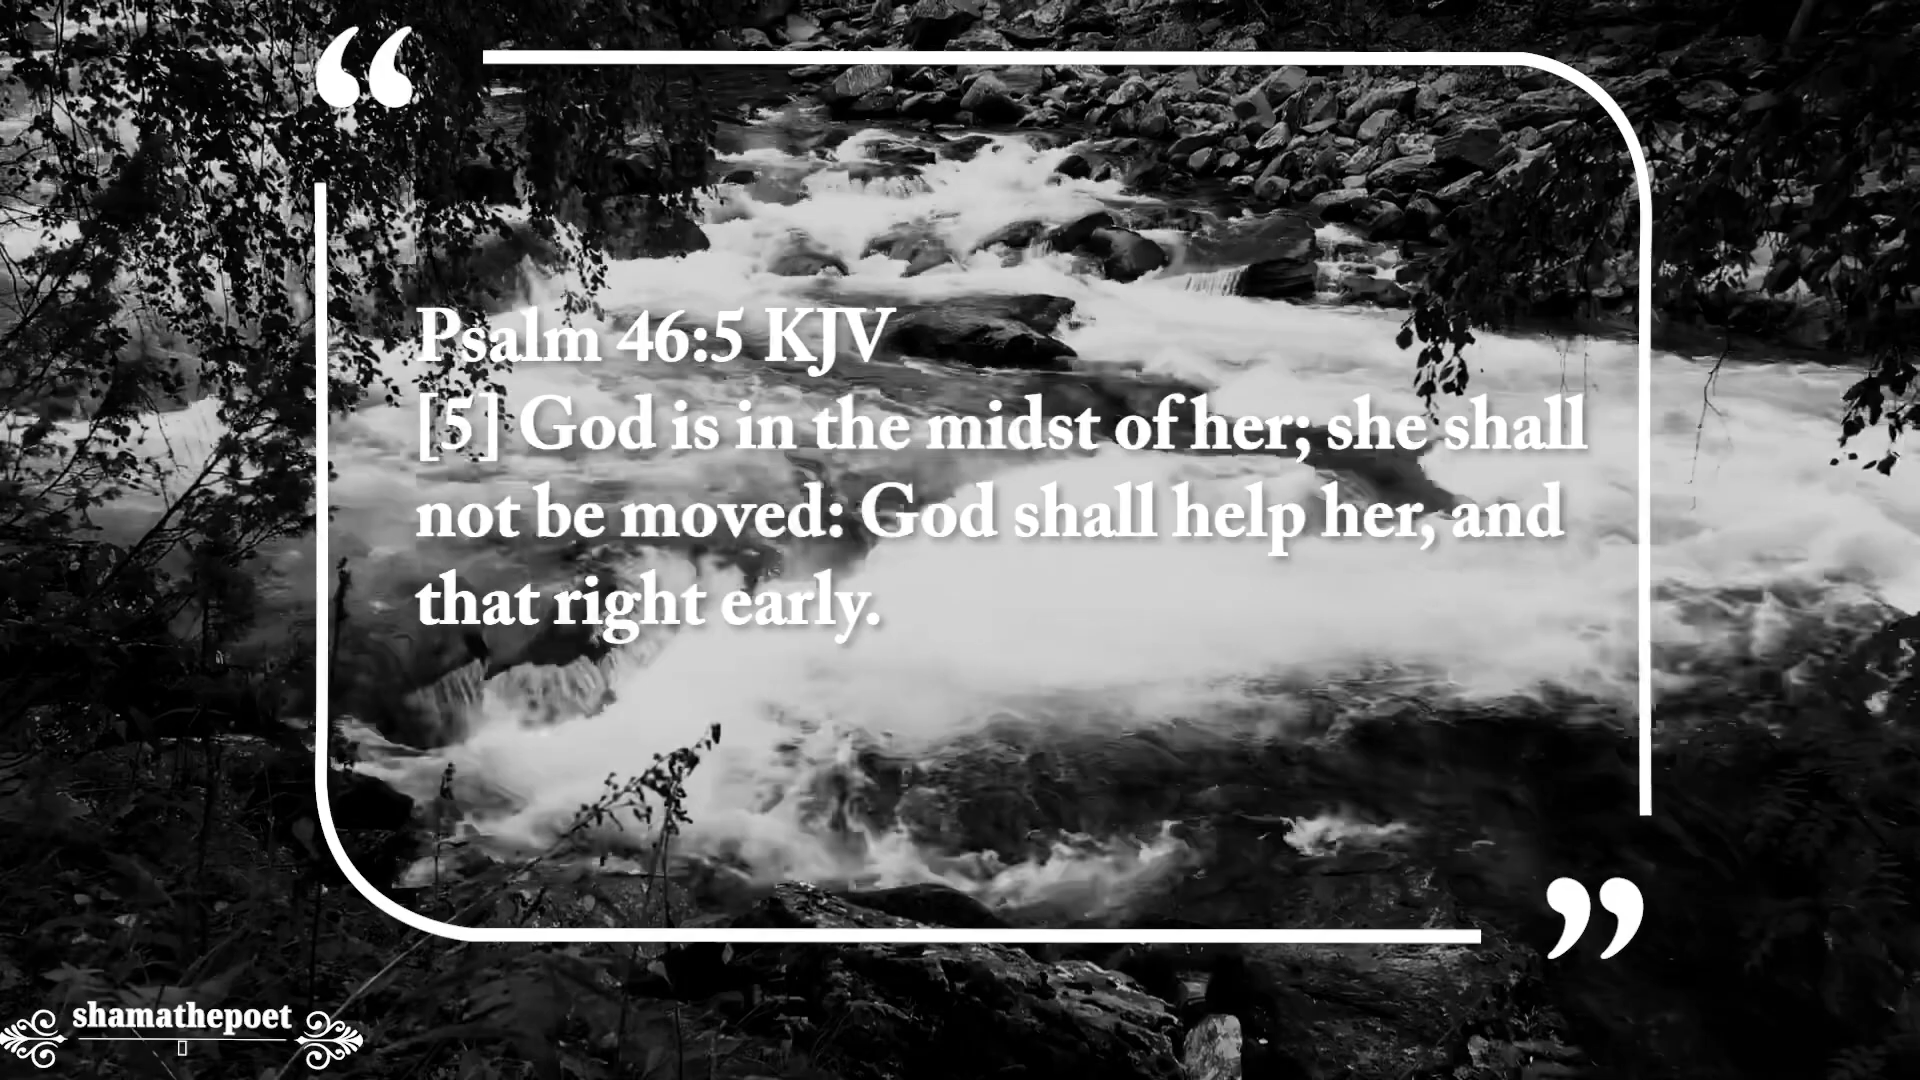 Psalm 46:5 KJV
[5] God is in the midst of her; she shall
not be moved: God shall help her, and
that right early.
shamathepoet